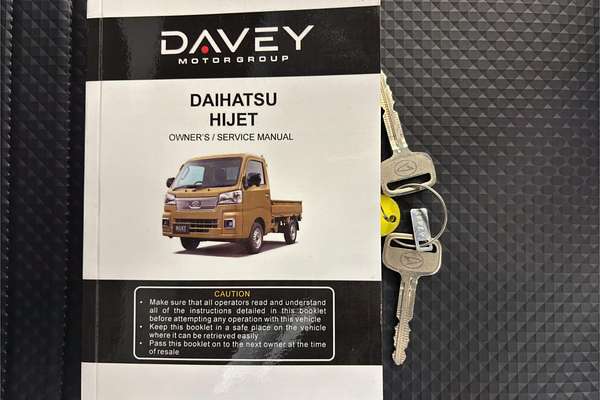 DAVEY
MOTOR GROUP
DAIHATSU
HIJET
OWNER'S / SERVICE MANUAL
HIJET
CAUTION
• Make sure that all operators read and understand
all of the instructions detailed in this booklet
before attempting any operation with this vehicle
• Keep this booklet in a safe place on the vehicle
where it can be retrieved easily
• Pass this booklet on to the next owner at the time
of resale